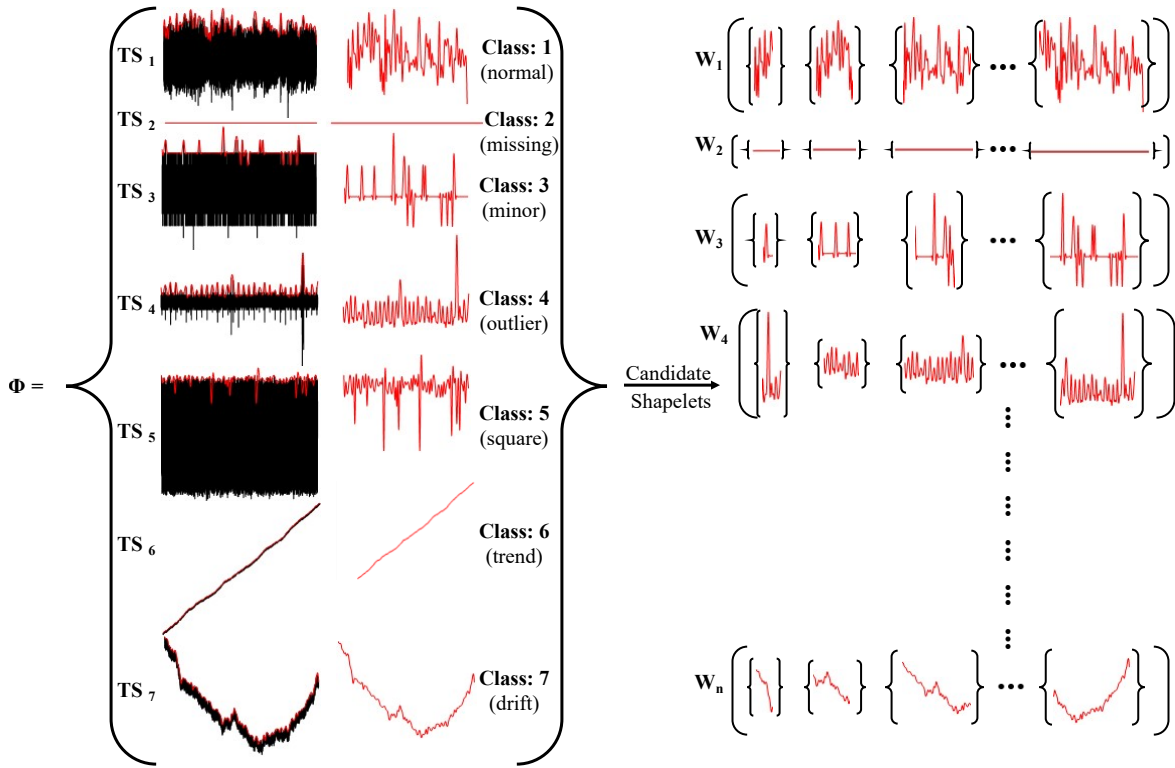 Φ =
TS 1
Class: 1
(normal)
TS 2
Class: 2
(missing)
TS 3
Class: 3
(minor)
TS 4
Class: 4
(outlier)
TS 5
Class: 5
(square)
TS 6
Class: 6
(trend)
TS 7
Class: 7
(drift)
Candidate
Shapelets
W1
W2
W3
W4
Wn